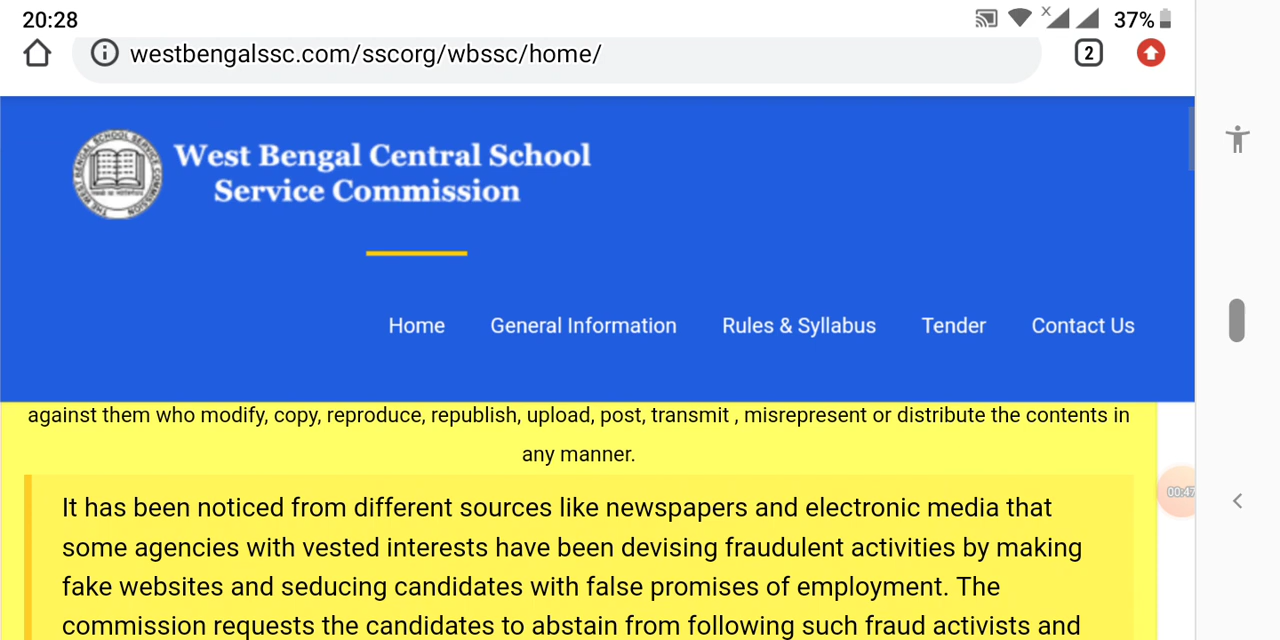 20:28
37%
westbengalssc.com/sscorg/wbssc/home/
2
West Bengal Central School
Service Commission
Home General Information Rules & Syllabus Tender Contact Us
against them who modify, copy, reproduce, republish, upload, post, transmit , misrepresent or distribute the contents in
any manner.
00:47
It has been noticed from different sources like newspapers and electronic media that
some agencies with vested interests have been devising fraudulent activities by making
fake websites and seducing candidates with false promises of employment. The
commission requests the candidates to abstain from following such fraud activists and